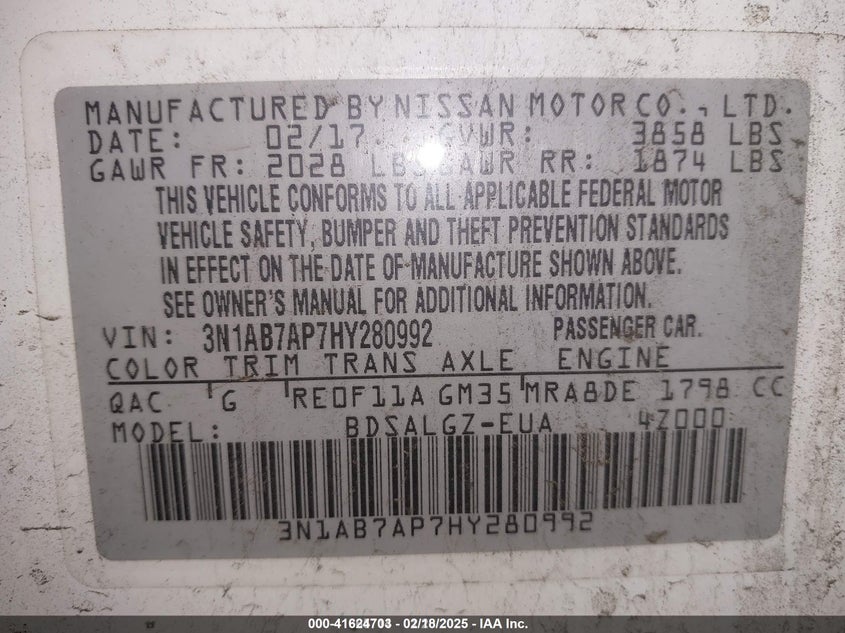 MANUFACTURED BY NISSAN MOTOR CO., LTD.
DATE: 02/17 GVWR: 3858 LBS
GAWR FR: 2028 LBS GAWR RR: 1874 LBS
THIS VEHICLE CONFORMS TO ALL APPLICABLE FEDERAL MOTOR
VEHICLE SAFETY, BUMPER AND THEFT PREVENTION STANDARDS
IN EFFECT ON THE DATE OF MANUFACTURE SHOWN ABOVE.
SEE OWNER'S MANUAL FOR ADDITIONAL INFORMATION.
VIN: 3N1AB7AP7HY280992 PASSENGER CAR.
COLOR TRIM TRANS AXLE ENGINE
QAC G RE0F11A GM35 MRA8DE 1798 CC
MODEL: BDSALGZ-EUA 4Z000
3N1AB7AP7HY280992
000-41624703 - 02/18/2025 - IAA Inc.